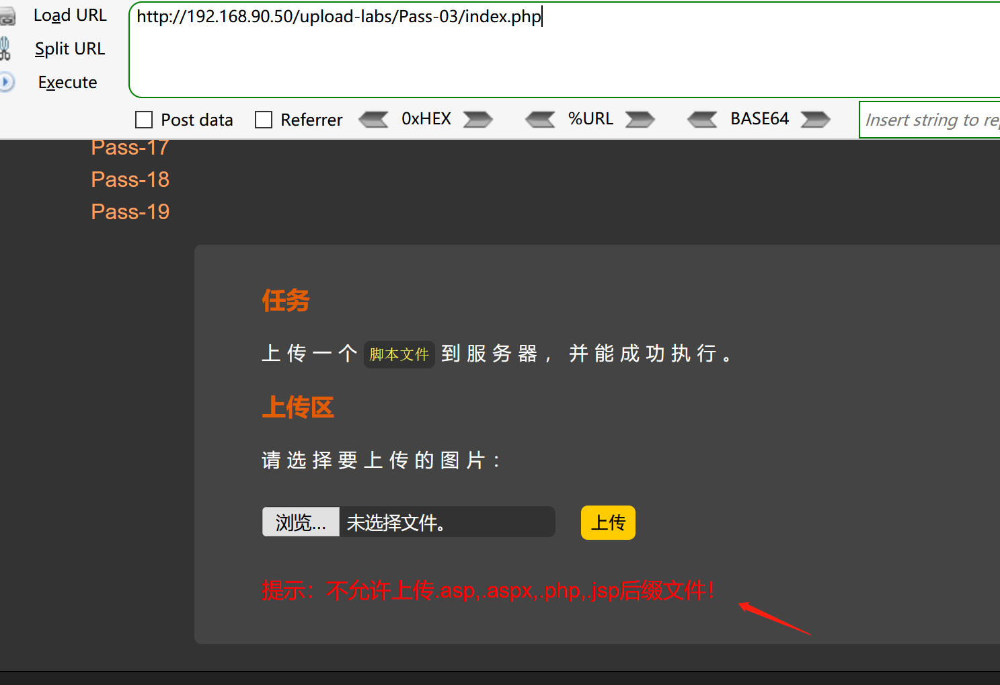 Load URL
http://192.168.90.50/upload-labs/Pass-03/index.php
Split URL
Execute
Post data Referrer 0xHEX %URL BASE64 Insert string to re
Pass-17
Pass-18
Pass-19
任务
上传一个 脚本文件 到服务器，并能成功执行。
上传区
请选择要上传的图片：
浏览... 未选择文件。 上传
提示：不允许上传.asp,.aspx,.php,.jsp后缀文件！